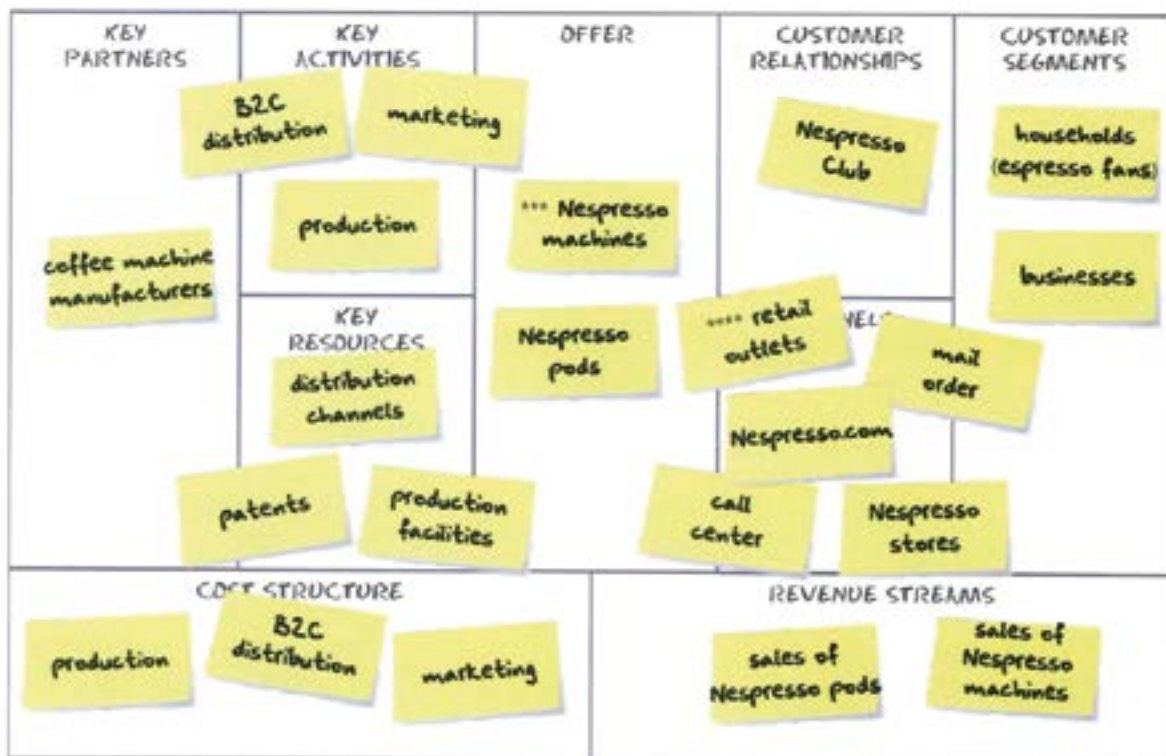 KEY
PARTNERS
coffee machine
manufacturers
KEY
ACTIVITIES
B2C
distribution
marketing
production
KEY
RESOURCES
distribution
channels
patents
production
facilities
OFFER
*** Nespresso
machines
Nespresso
pods
CUSTOMER
RELATIONSHIPS
Nespresso
Club
**** retail
outlets
mail
order
Nespresso.com
call
center
Nespresso
stores
CUSTOMER
SEGMENTS
households
(espresso fans)
businesses
COST STRUCTURE
production
B2C
distribution
marketing
REVENUE STREAMS
sales of
Nespresso pods
sales of
Nespresso
machines